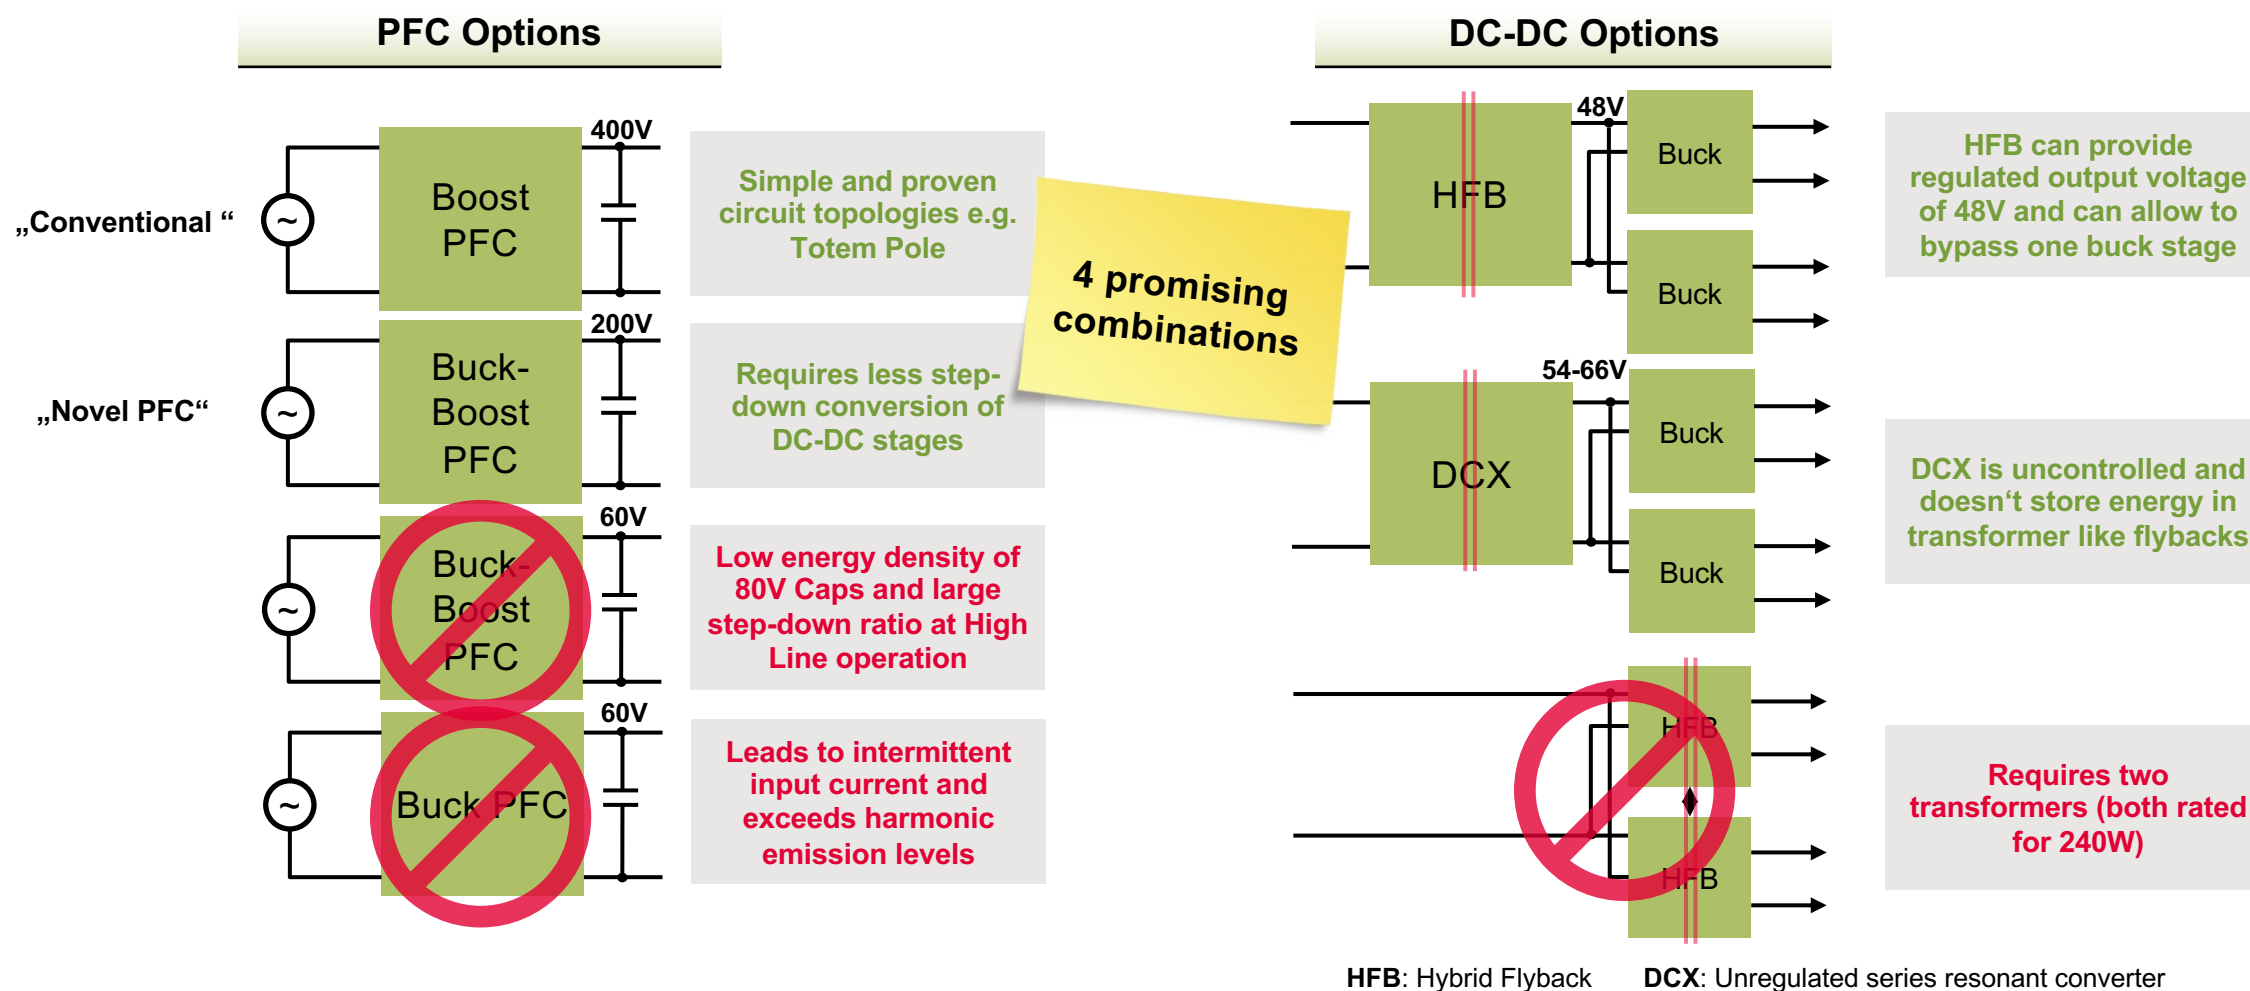 PFC Options
„Conventional “
~
Boost
PFC
400V
Simple and proven
circuit topologies e.g.
Totem Pole
„Novel PFC“
~
Buck-
Boost
PFC
200V
Requires less step-
down conversion of
DC-DC stages
~
Buck-
Boost
PFC
60V
Low energy density of
80V Caps and large
step-down ratio at High
Line operation
~
Buck PFC
60V
Leads to intermittent
input current and
exceeds harmonic
emission levels
4 promising
combinations
DC-DC Options
HFB
48V
Buck
Buck
HFB can provide
regulated output voltage
of 48V and can allow to
bypass one buck stage
DCX
54-66V
Buck
Buck
DCX is uncontrolled and
doesn‘t store energy in
transformer like flybacks
HFB
HFB
Requires two
transformers (both rated
for 240W)
HFB: Hybrid Flyback DCX: Unregulated series resonant converter